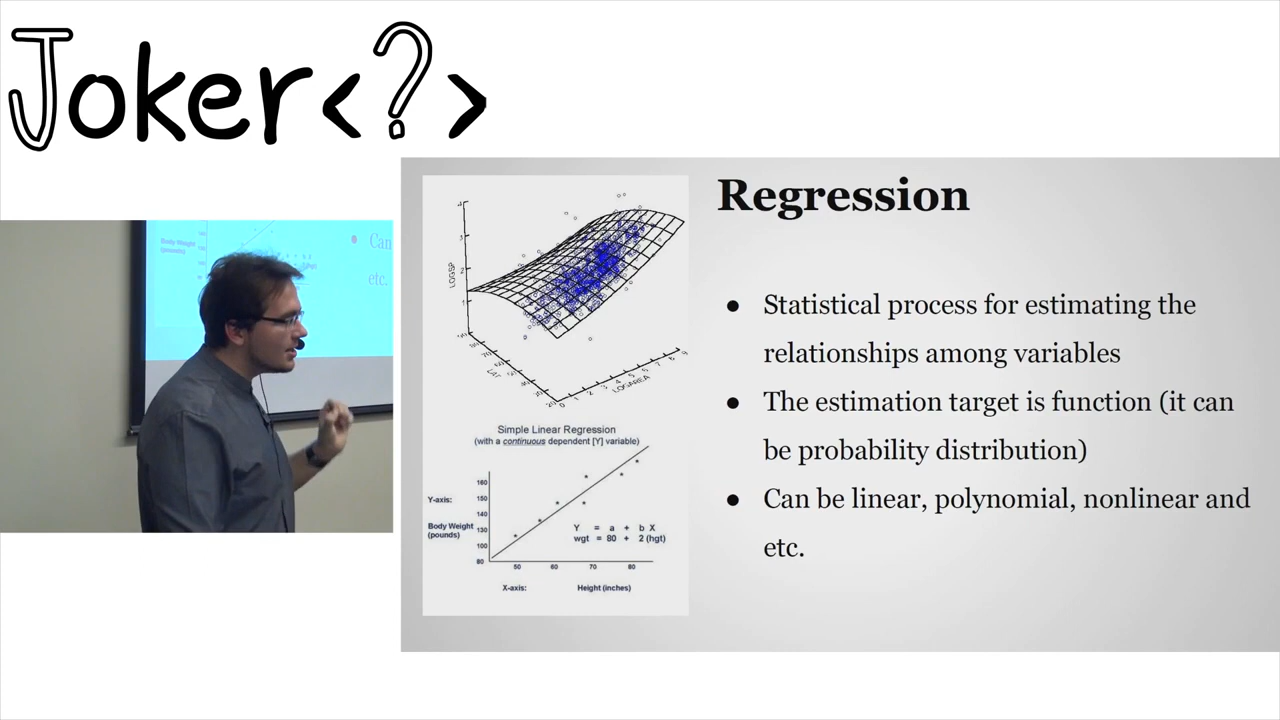 Joker<?>
Regression
● Statistical process for estimating the
relationships among variables
● The estimation target is function (it can
be probability distribution)
● Can be linear, polynomial, nonlinear and
etc.
LOGSP
LAT
LOGAREA
Simple Linear Regression
(with a continuous dependent [Y] variable)
Y-axis:
Body Weight
(pounds)
160
150
140
130
100
80
Y = a + b X
wgt = 80 + 2 (hgt)
50 60 70 80
X-axis: Height (inches)
Body Weight
(pounds)
● Can
etc.